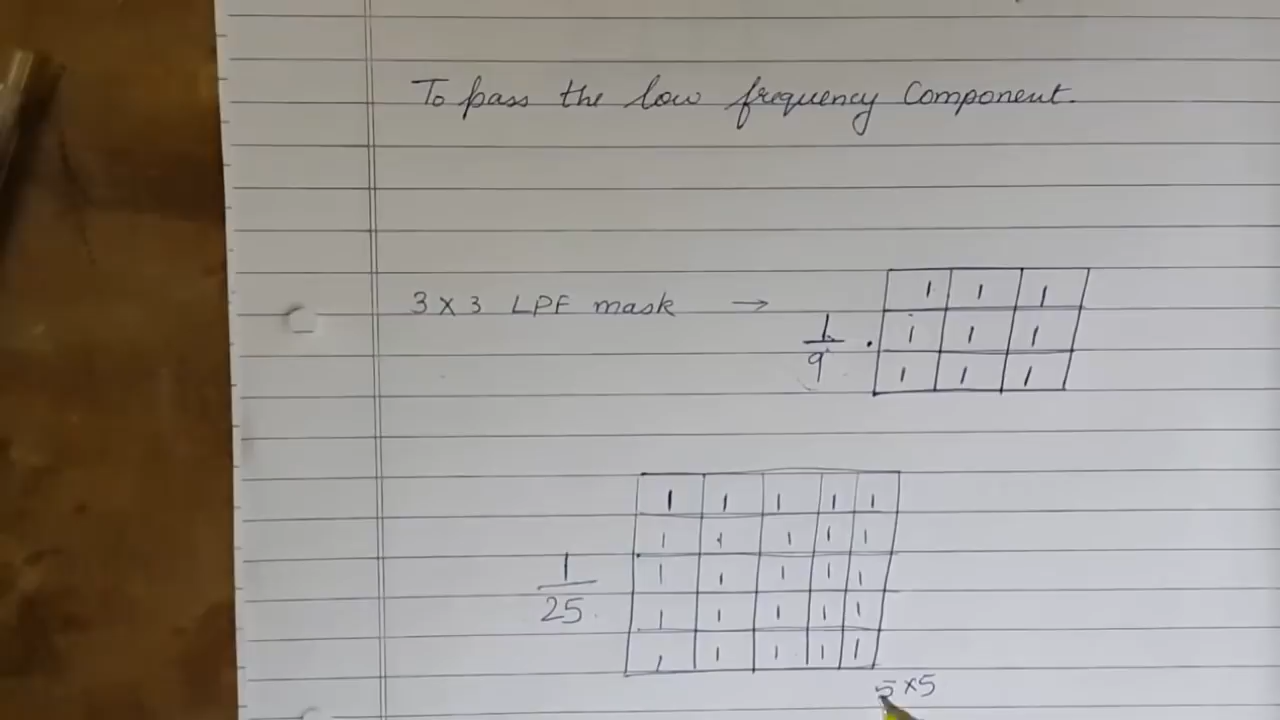 To pass the low frequency Component.
3 x 3 LPF mask →
1/9 . 1 1 1
1 1 1
1 1 1
1/25 1 1 1 1 1
1 1 1 1 1
1 1 1 1 1
1 1 1 1 1
1 1 1 1 1
5 x 5